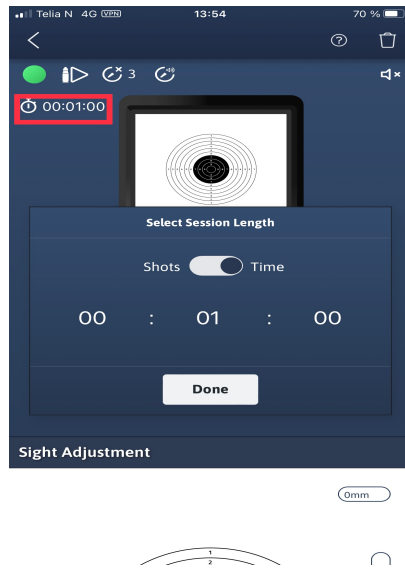 Telia N 4G VPN 13:54 70 %
?
3
00:01:00
Select Session Length
Shots Time
00 : 01 : 00
Done
Sight Adjustment
0mm
1
2